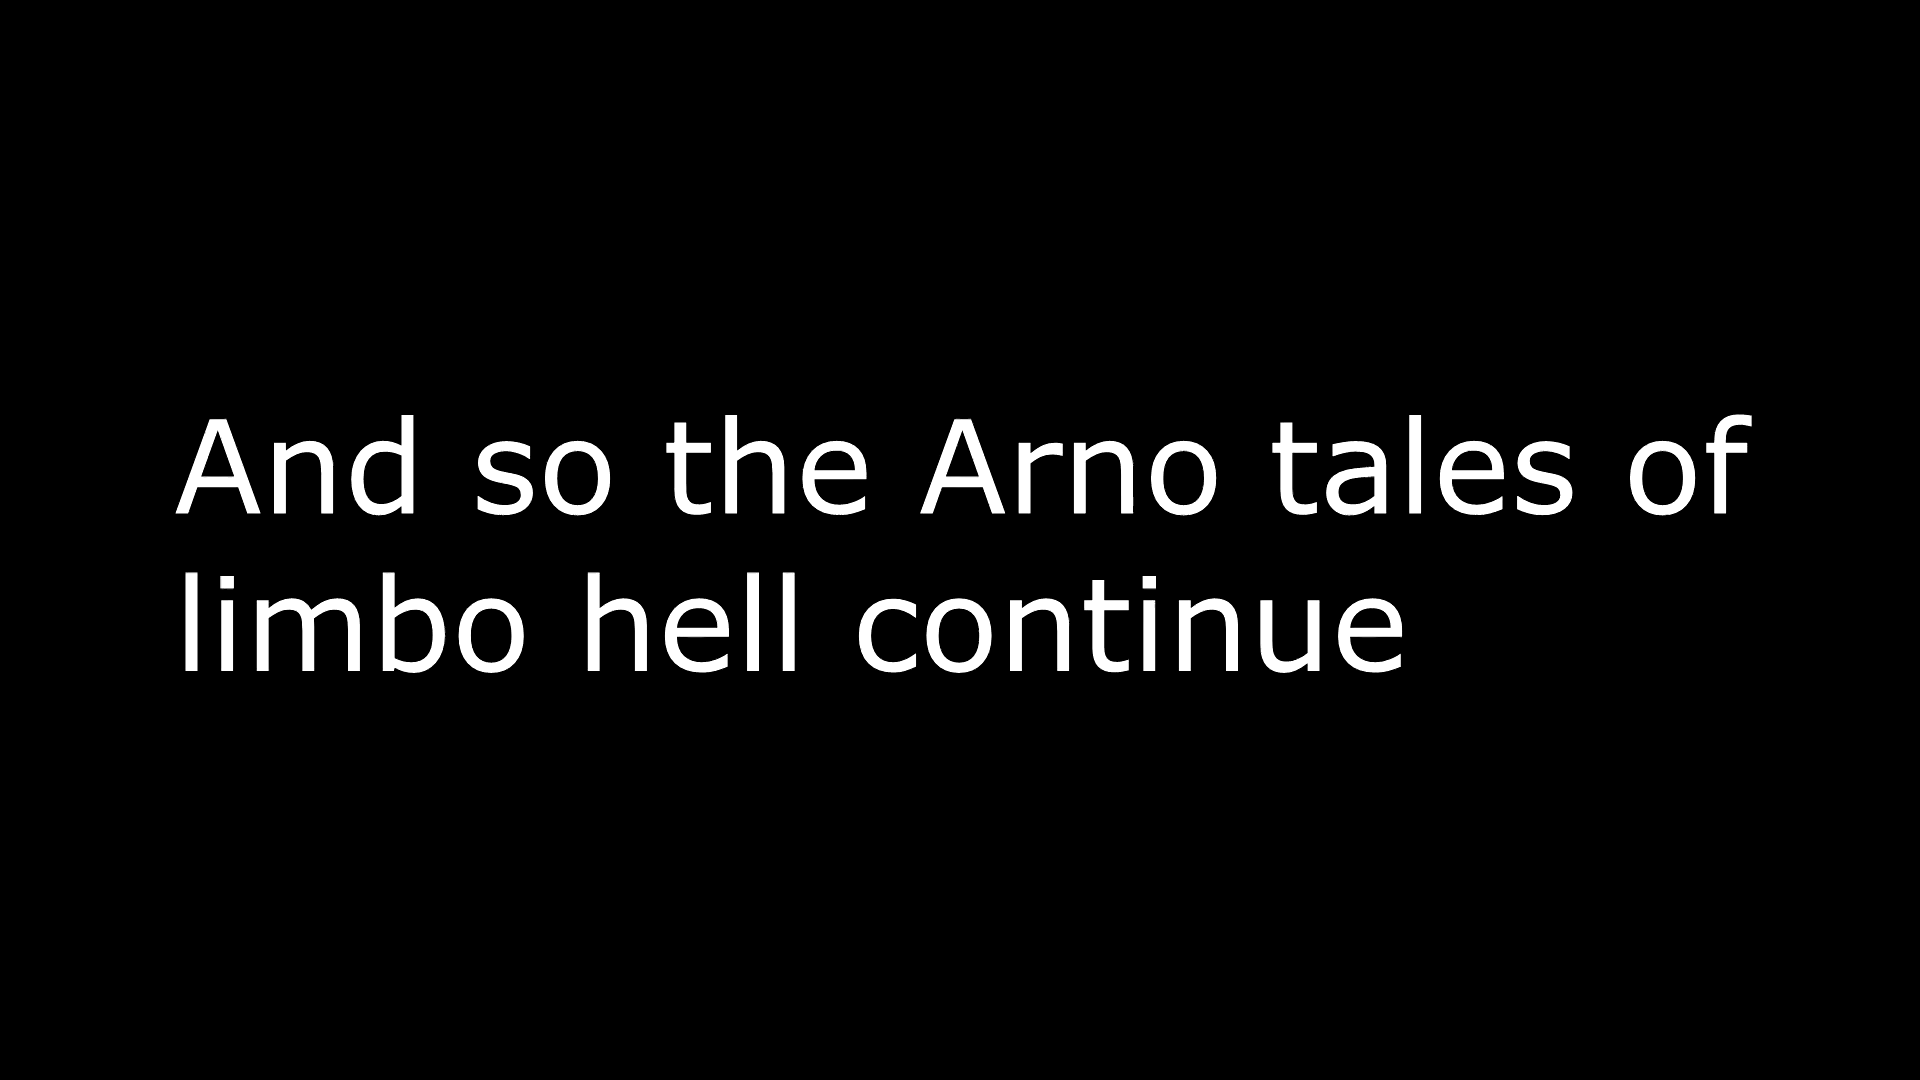 And so the Arno tales of
limbo hell continue